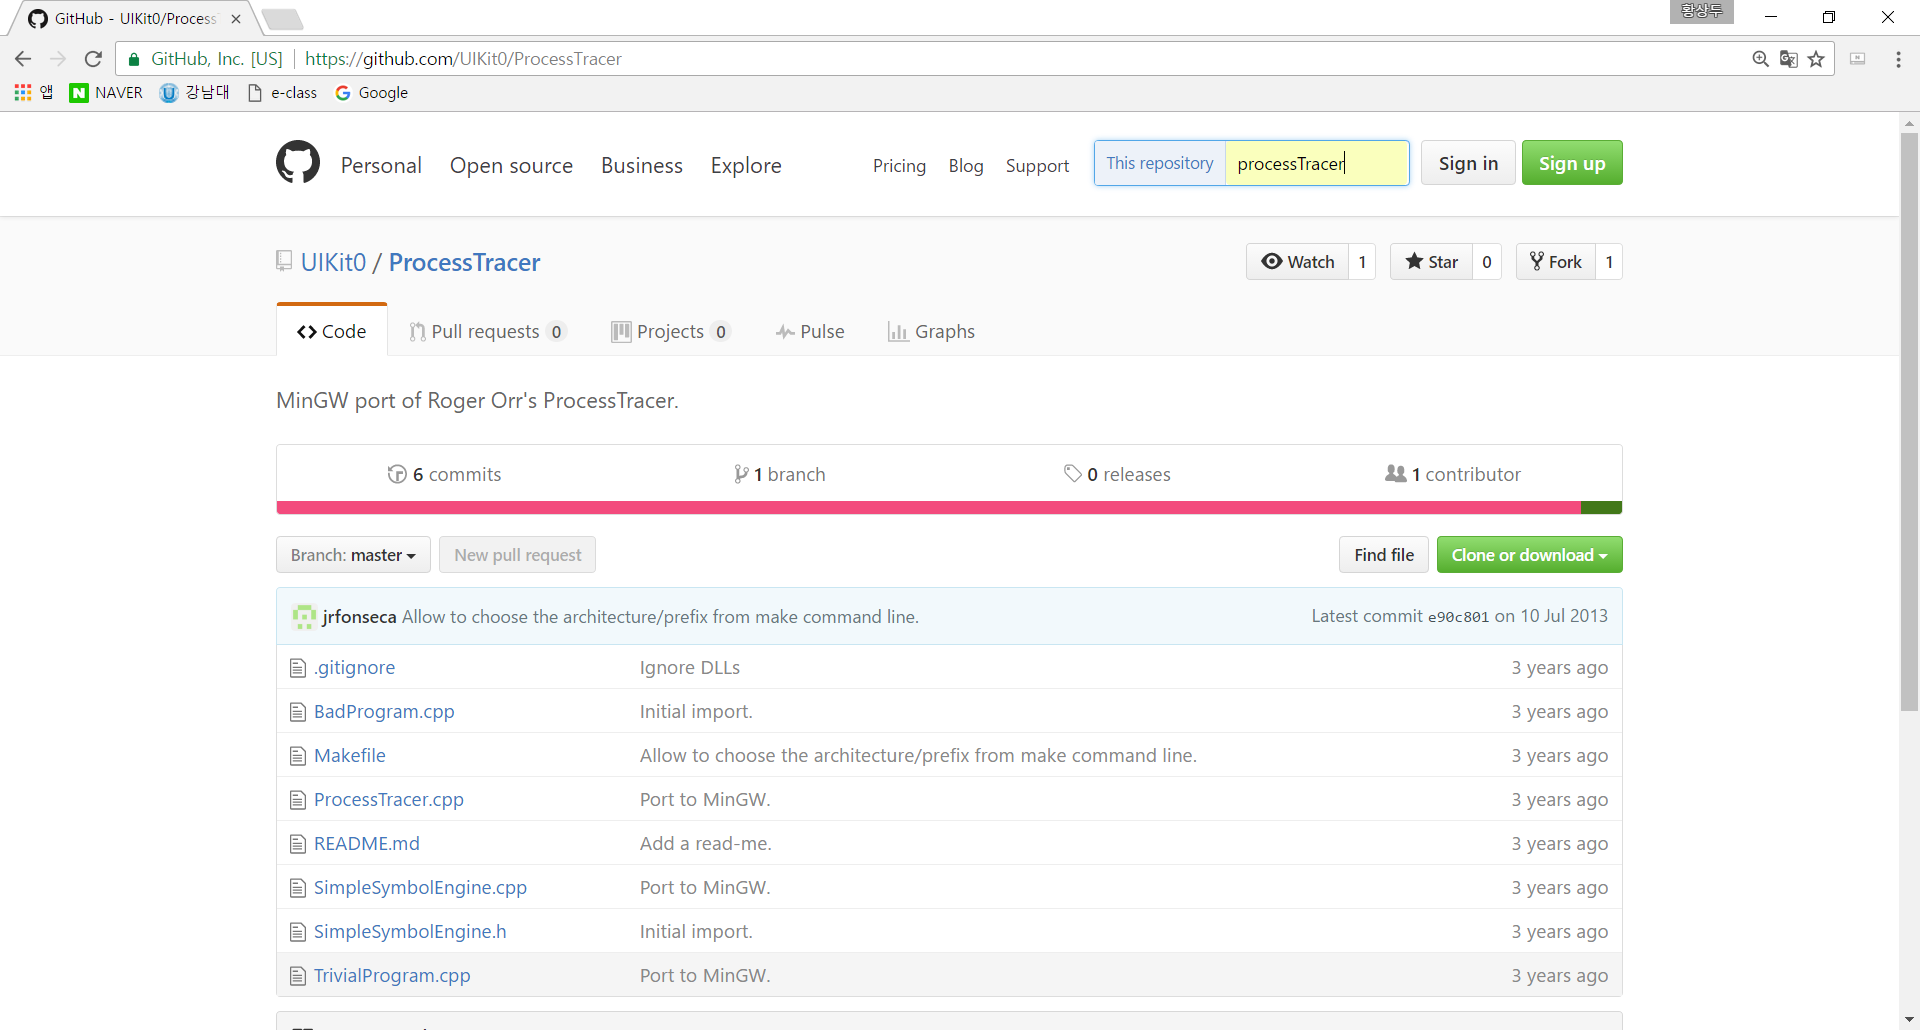 황상두
GitHub - UIKit0/Process
GitHub, Inc. [US] https://github.com/UIKit0/ProcessTracer
앱 NAVER 강남대 e-class Google
Personal Open source Business Explore Pricing Blog Support This repository processTracer Sign in Sign up
UIKit0 / ProcessTracer Watch 1 Star 0 Fork 1
Code Pull requests 0 Projects 0 Pulse Graphs
MinGW port of Roger Orr's ProcessTracer.
6 commits 1 branch 0 releases 1 contributor
Branch: master New pull request Find file Clone or download
jrfonseca Allow to choose the architecture/prefix from make command line. Latest commit e90c801 on 10 Jul 2013
.gitignore Ignore DLLs 3 years ago
BadProgram.cpp Initial import. 3 years ago
Makefile Allow to choose the architecture/prefix from make command line. 3 years ago
ProcessTracer.cpp Port to MinGW. 3 years ago
README.md Add a read-me. 3 years ago
SimpleSymbolEngine.cpp Port to MinGW. 3 years ago
SimpleSymbolEngine.h Initial import. 3 years ago
TrivialProgram.cpp Port to MinGW. 3 years ago